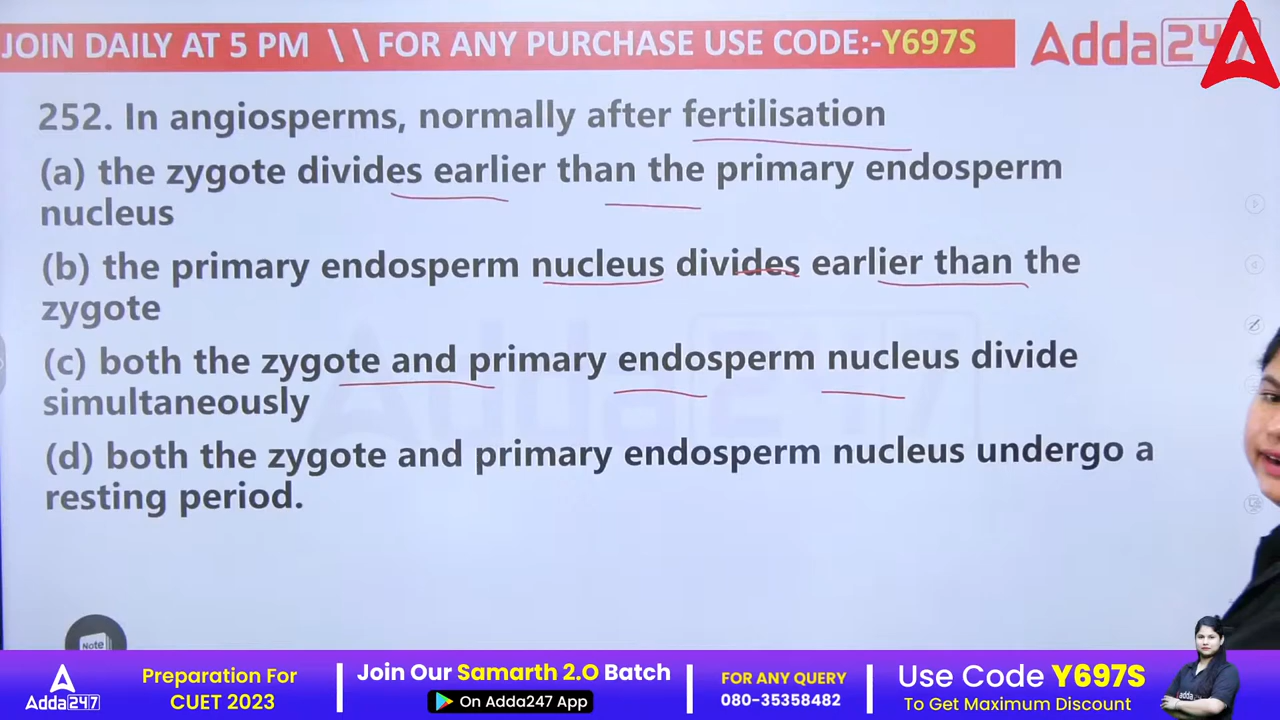 JOIN DAILY AT 5 PM \\ FOR ANY PURCHASE USE CODE:-Y697S
Adda247
252. In angiosperms, normally after fertilisation
(a) the zygote divides earlier than the primary endosperm
nucleus
(b) the primary endosperm nucleus divides earlier than the
zygote
(c) both the zygote and primary endosperm nucleus divide
simultaneously
(d) both the zygote and primary endosperm nucleus undergo a
resting period.
Adda247
Note
Adda247
Preparation For
CUET 2023
Join Our Samarth 2.O Batch
On Adda247 App
FOR ANY QUERY
080-35358482
Use Code Y697S
To Get Maximum Discount
adda247